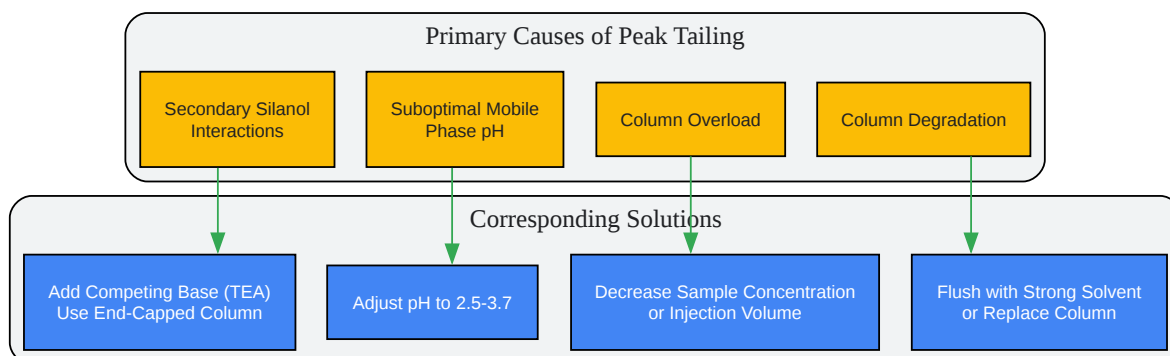 Primary Causes of Peak Tailing
Secondary Silanol
Interactions
Suboptimal Mobile
Phase pH
Column Overload
Column Degradation
Corresponding Solutions
Add Competing Base (TEA)
Use End-Capped Column
Adjust pH to 2.5-3.7
Decrease Sample Concentration
or Injection Volume
Flush with Strong Solvent
or Replace Column